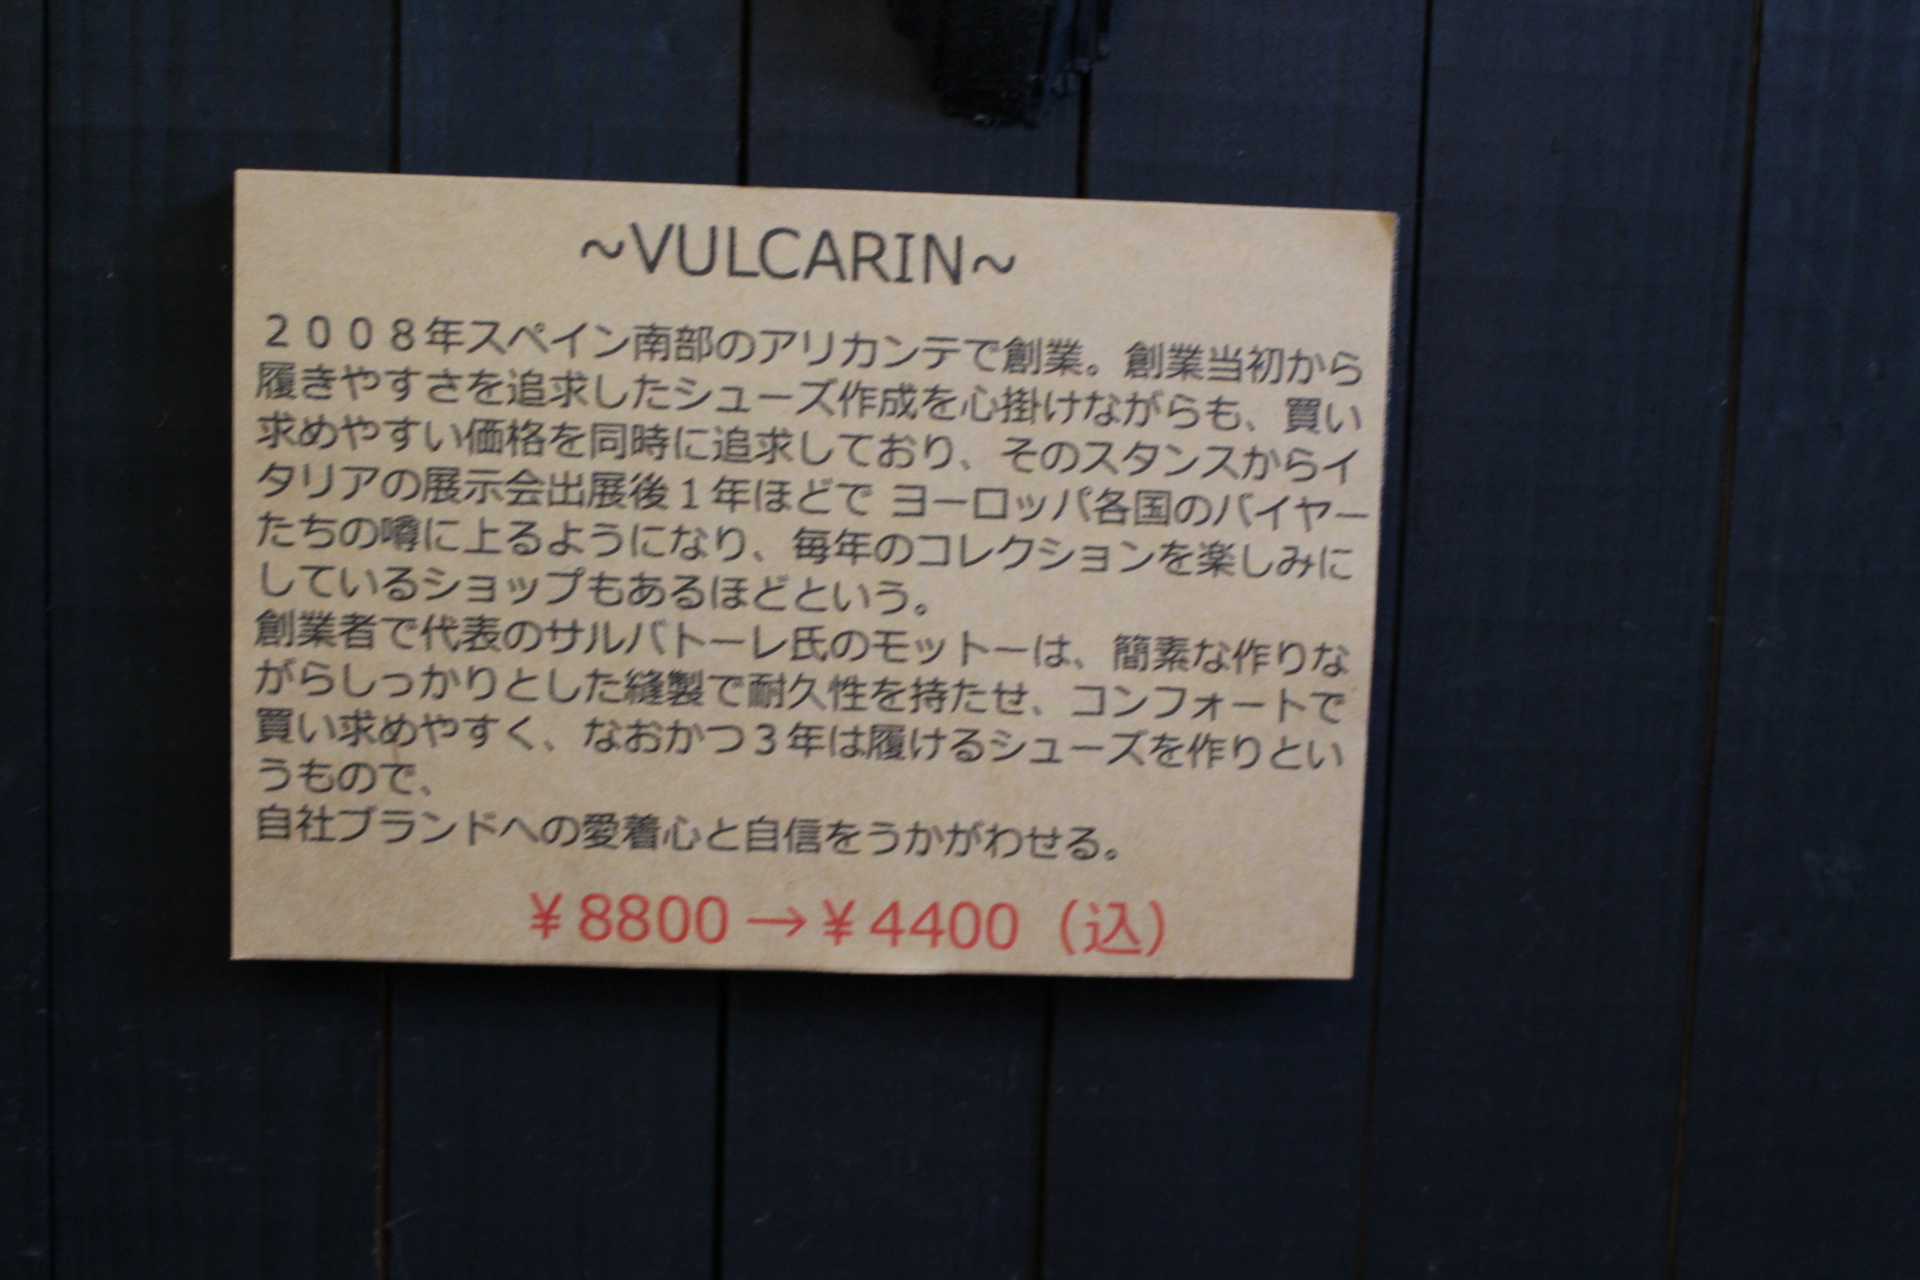 ~VULCARIN~
2008年スペイン南部のアリカンテで創業。創業当初から
履きやすさを追求したシューズ作成を心掛けながらも、買い
求めやすい価格を同時に追求しており、そのスタンスからイ
タリアの展示会出展後1年ほどで ヨーロッパ各国のバイヤー
たちの噂に上るようになり、毎年のコレクションを楽しみに
しているショップもあるほどという。
創業者で代表のサルバトーレ氏のモットーは、簡素な作りな
がらしっかりとした縫製で耐久性を持たせ、コンフォートで
買い求めやすく、なおかつ3年は履けるシューズを作りとい
うもので、
自社ブランドへの愛着心と自信をうかがわせる。
¥8800→¥4400（込）